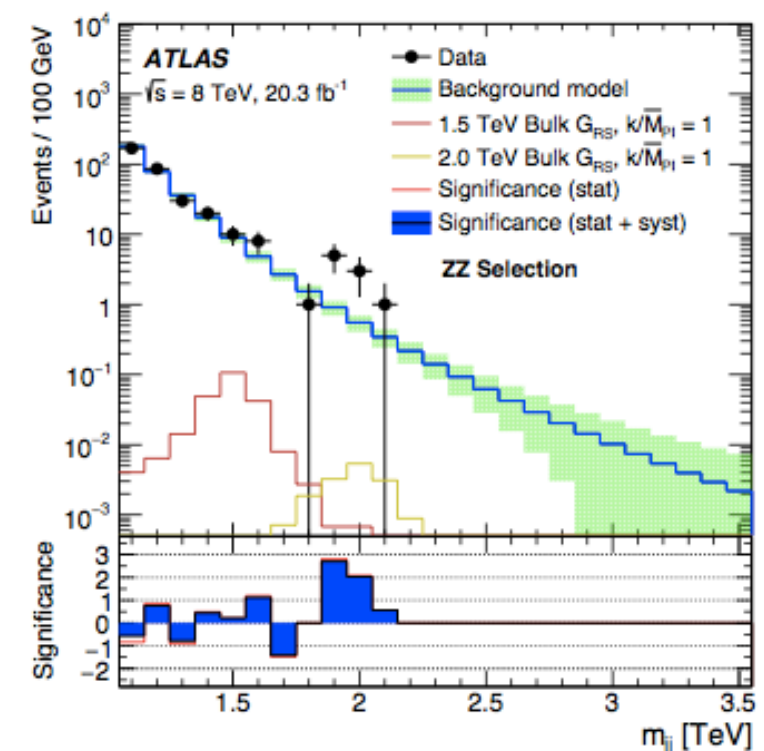 10⁴
10³
10²
10
1
10⁻¹
10⁻²
10⁻³
Events / 100 GeV
ATLAS
√s = 8 TeV, 20.3 fb⁻¹
Data
Background model
1.5 TeV Bulk G_RS, k/M̅_PI = 1
2.0 TeV Bulk G_RS, k/M̅_PI = 1
Significance (stat)
Significance (stat + syst)
ZZ Selection
Significance
3
2
1
0
−1
−2
1.5 2 2.5 3 3.5
m_jj [TeV]